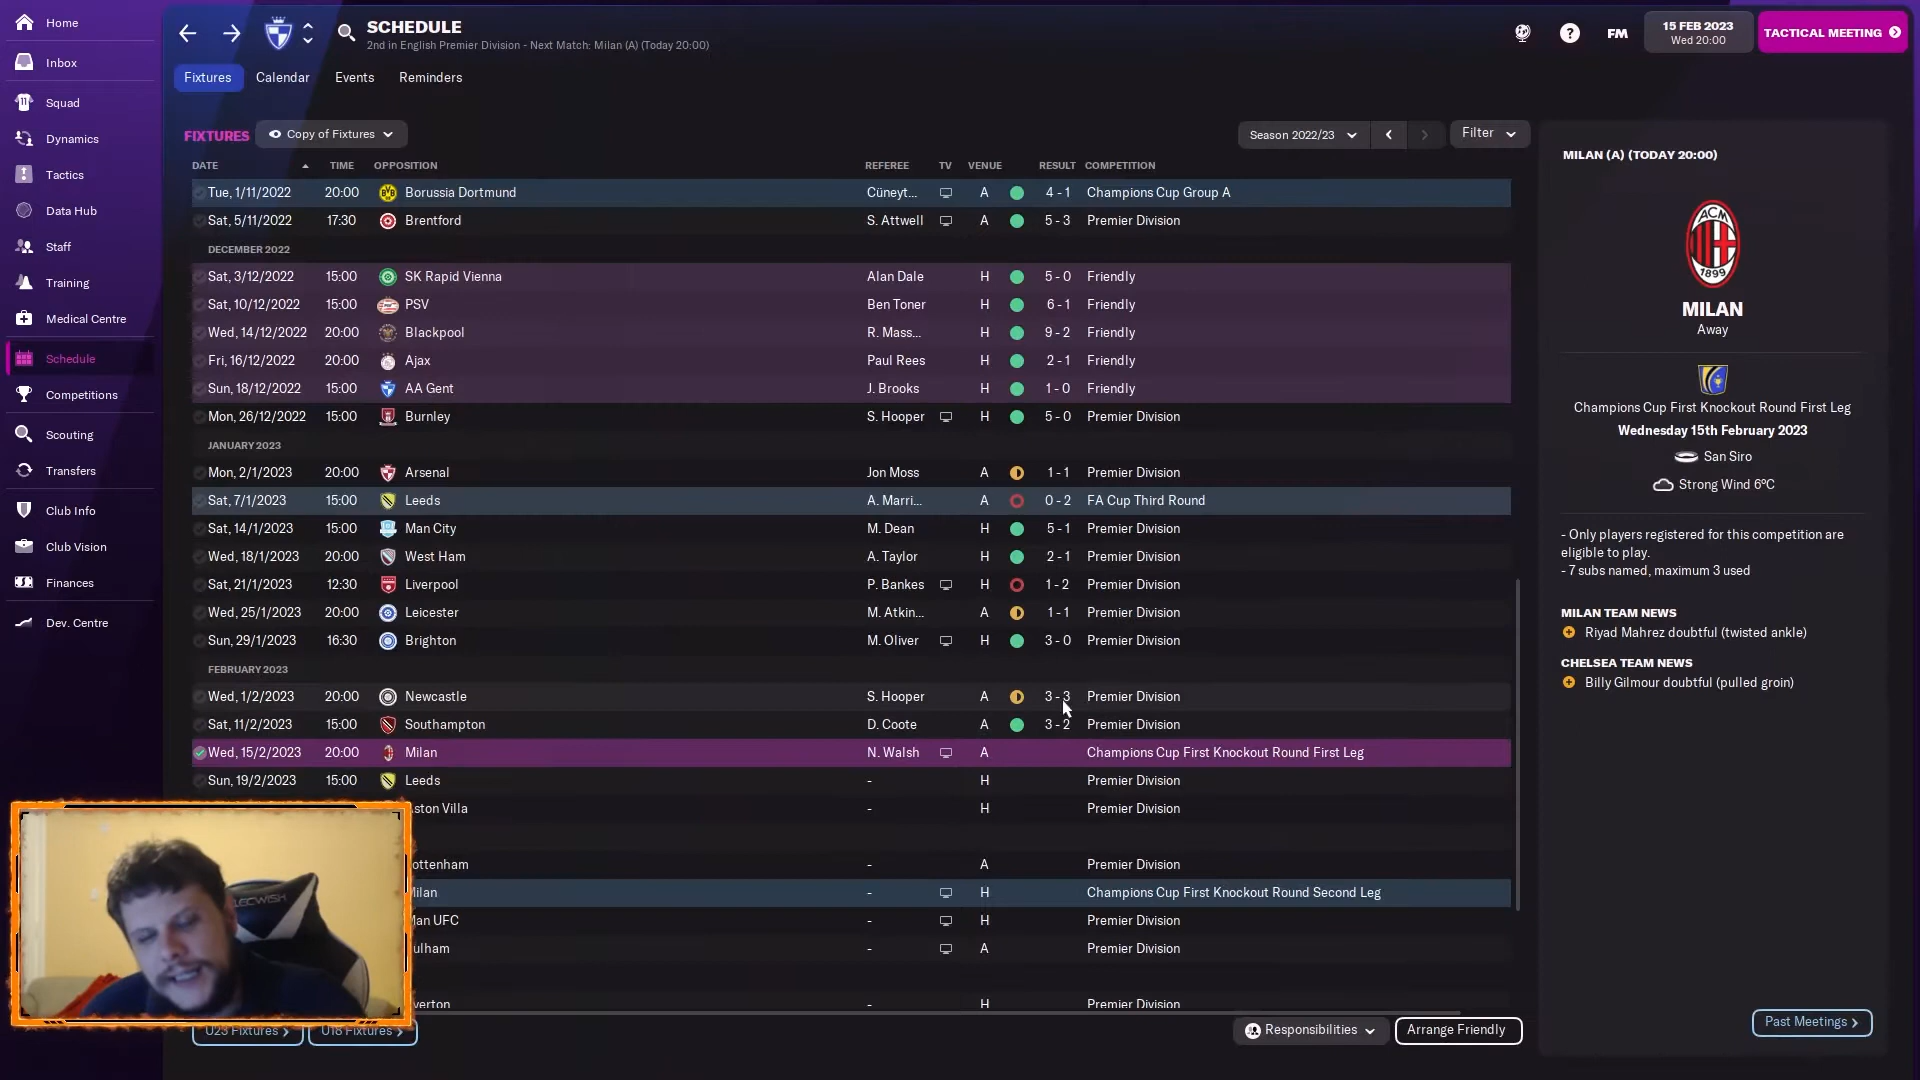 Home
Inbox
Squad
Dynamics
Tactics
Data Hub
Staff
Training
Medical Centre
Schedule
Competitions
Scouting
Transfers
Club Info
Club Vision
Finances
Dev. Centre
SCHEDULE
2nd in English Premier Division - Next Match: Milan (A) (Today 20:00)
FM
15 FEB 2023
Wed 20:00
TACTICAL MEETING
Fixtures Calendar Events Reminders
FIXTURES Copy of Fixtures Season 2022/23 Filter
DATE TIME OPPOSITION REFEREE TV VENUE RESULT COMPETITION
Tue, 1/11/2022 20:00 Borussia Dortmund Cüneyt... A 4 - 1 Champions Cup Group A
Sat, 5/11/2022 17:30 Brentford S. Attwell A 5 - 3 Premier Division
DECEMBER 2022
Sat, 3/12/2022 15:00 SK Rapid Vienna Alan Dale H 5 - 0 Friendly
Sat, 10/12/2022 15:00 PSV Ben Toner H 6 - 1 Friendly
Wed, 14/12/2022 20:00 Blackpool R. Mass... H 9 - 2 Friendly
Fri, 16/12/2022 20:00 Ajax Paul Rees H 2 - 1 Friendly
Sun, 18/12/2022 15:00 AA Gent J. Brooks H 1 - 0 Friendly
Mon, 26/12/2022 15:00 Burnley S. Hooper H 5 - 0 Premier Division
JANUARY 2023
Mon, 2/1/2023 20:00 Arsenal Jon Moss A 1 - 1 Premier Division
Sat, 7/1/2023 15:00 Leeds A. Marri... A 0 - 2 FA Cup Third Round
Sat, 14/1/2023 15:00 Man City M. Dean H 5 - 1 Premier Division
Wed, 18/1/2023 20:00 West Ham A. Taylor H 2 - 1 Premier Division
Sat, 21/1/2023 12:30 Liverpool P. Bankes H 1 - 2 Premier Division
Wed, 25/1/2023 20:00 Leicester M. Atkin... A 1 - 1 Premier Division
Sun, 29/1/2023 16:30 Brighton M. Oliver H 3 - 0 Premier Division
FEBRUARY 2023
Wed, 1/2/2023 20:00 Newcastle S. Hooper A 3 - 3 Premier Division
Sat, 11/2/2023 15:00 Southampton D. Coote A 3 - 2 Premier Division
Wed, 15/2/2023 20:00 Milan N. Walsh A Champions Cup First Knockout Round First Leg
Sun, 19/2/2023 15:00 Leeds - H Premier Division
ston Villa - H Premier Division
ottenham - A Premier Division
Milan - H Champions Cup First Knockout Round Second Leg
Man UFC - H Premier Division
ulham - A Premier Division
verton - H Premier Division
U23 Fixtures > U18 Fixtures > Responsibilities Arrange Friendly
MILAN (A) (TODAY 20:00)
ACM
1899
MILAN
Away
Champions Cup First Knockout Round First Leg
Wednesday 15th February 2023
San Siro
Strong Wind 6ºC
- Only players registered for this competition are
eligible to play.
- 7 subs named, maximum 3 used
MILAN TEAM NEWS
Riyad Mahrez doubtful (twisted ankle)
CHELSEA TEAM NEWS
Billy Gilmour doubtful (pulled groin)
Past Meetings >